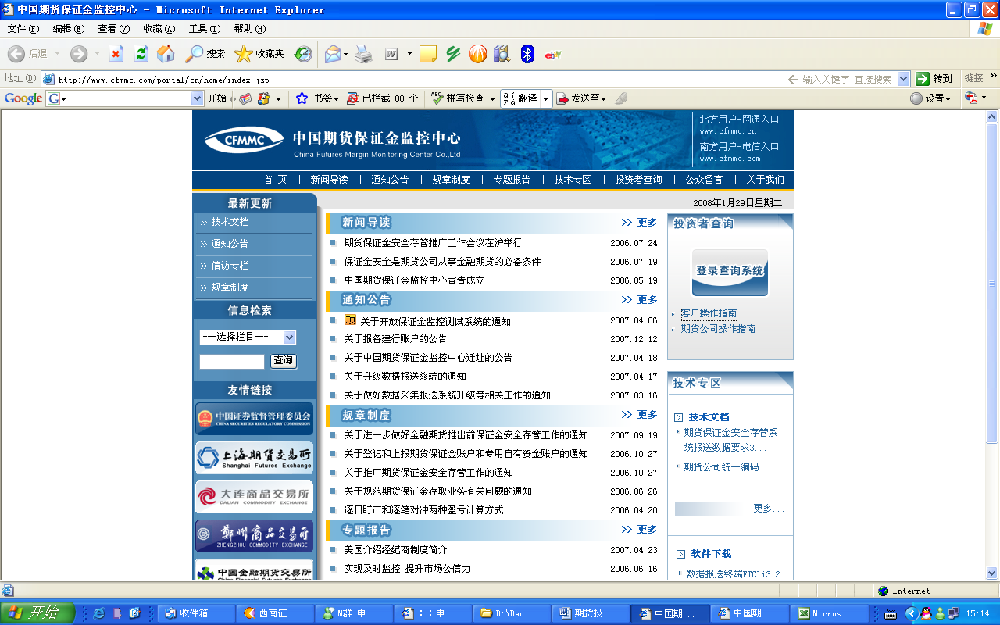 中国期货保证金监控中心 - Microsoft Internet Explorer
文件(F) 编辑(E) 查看(V) 收藏(A) 工具(T) 帮助(H)
后退 搜索 收藏夹
地址(D) http://www.cfmmc.com/portal/cn/home/index.jsp 输入关键字 直接搜索 转到 链接 »
Google G 开始 书签 已拦截 80 个 拼写检查 翻译 发送至 设置
CFMMC 中国期货保证金监控中心
China Futures Margin Monitoring Center Co.,Ltd
北方用户-网通入口
www.cfmmc.cn
南方用户-电信入口
www.cfmmc.com
首 页 | 新闻导读 | 通知公告 | 规章制度 | 专题报告 | 技术专区 | 投资者查询 | 公众留言 | 关于我们
2008年1月29日星期二
最新更新
技术文档
通知公告
信访专栏
规章制度
信息检索
---选择栏目---
查询
友情链接
中国证券监督管理委员会
CHINA SECURITIES REGULATORY COMMISSION
上海期货交易所
Shanghai Futures Exchange
大连商品交易所
DALIAN COMMODITY EXCHANGE
郑州商品交易所
ZHENGZHOU COMMODITY EXCHANGE
中国金融期货交易所
China Financial Futures Exchange
新闻导读 >> 更多
期货保证金安全存管推广工作会议在沪举行 2006.07.24
保证金安全是期货公司从事金融期货的必备条件 2006.07.19
中国期货保证金监控中心宣告成立 2006.05.19
通知公告 >> 更多
顶 关于开放保证金监控测试系统的通知 2007.04.06
关于报备建行账户的公告 2007.12.12
关于中国期货保证金监控中心迁址的公告 2007.04.18
关于升级数据报送终端的通知 2007.04.17
关于做好数据采集报送系统升级等相关工作的通知 2007.03.16
规章制度 >> 更多
关于进一步做好金融期货推出前保证金安全存管工作的通知 2007.09.19
关于登记和上报期货保证金账户和专用自有资金账户的通知 2006.10.27
关于推广期货保证金安全存管工作的通知 2006.10.27
关于规范期货保证金存取业务有关问题的通知 2006.06.26
逐日盯市和逐笔对冲两种盈亏计算方式 2006.04.20
专题报告 >> 更多
美国介绍经纪商制度简介 2007.04.23
实现及时监控 提升市场公信力 2006.06.16
投资者查询
登录查询系统
客户操作指南
期货公司操作指南
技术专区
技术文档
期货保证金安全存管系
统报送数据要求3...
期货公司统一编码
更多...
软件下载
数据报送终端FTCli3.2
Internet
开始 收件箱... 西南证... M群-申... ：：申... D:\Bac... 期货投... 中国期... 中国期... Micros... 15:14